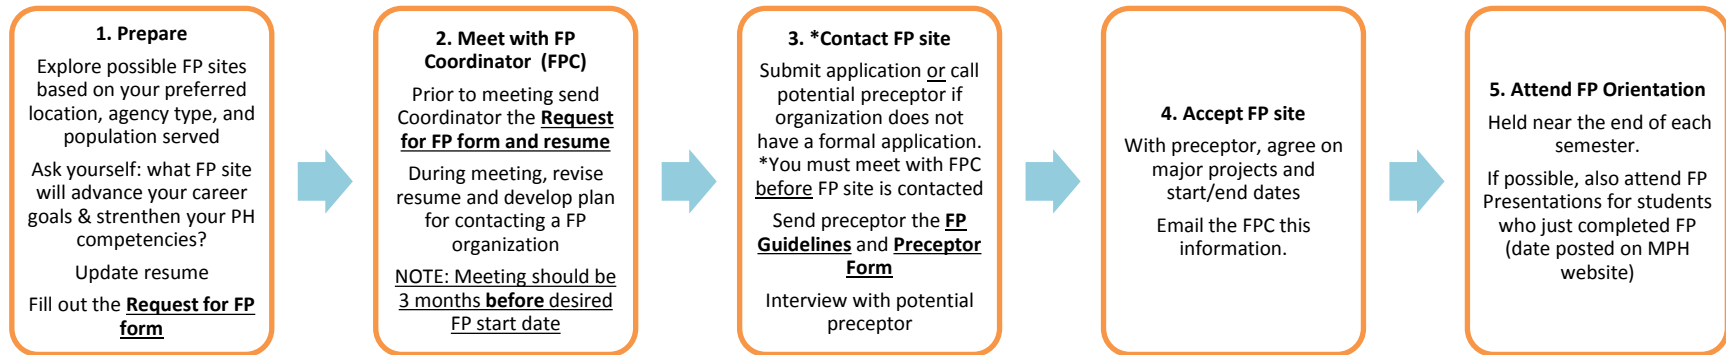 1. Prepare
Explore possible FP sites
based on your preferred
location, agency type, and
population served
Ask yourself: what FP site
will advance your career
goals & strenthen your PH
competencies?
Update resume
Fill out the Request for FP
form
2. Meet with FP
Coordinator (FPC)
Prior to meeting send
Coordinator the Request
for FP form and resume
During meeting, revise
resume and develop plan
for contacting a FP
organization
NOTE: Meeting should be
3 months before desired
FP start date
3. *Contact FP site
Submit application or call
potential preceptor if
organization does not
have a formal application.
*You must meet with FPC
before FP site is contacted
Send preceptor the FP
Guidelines and Preceptor
Form
Interview with potential
preceptor
4. Accept FP site
With preceptor, agree on
major projects and
start/end dates
Email the FPC this
information.
5. Attend FP Orientation
Held near the end of each
semester.
If possible, also attend FP
Presentations for students
who just completed FP
(date posted on MPH
website)